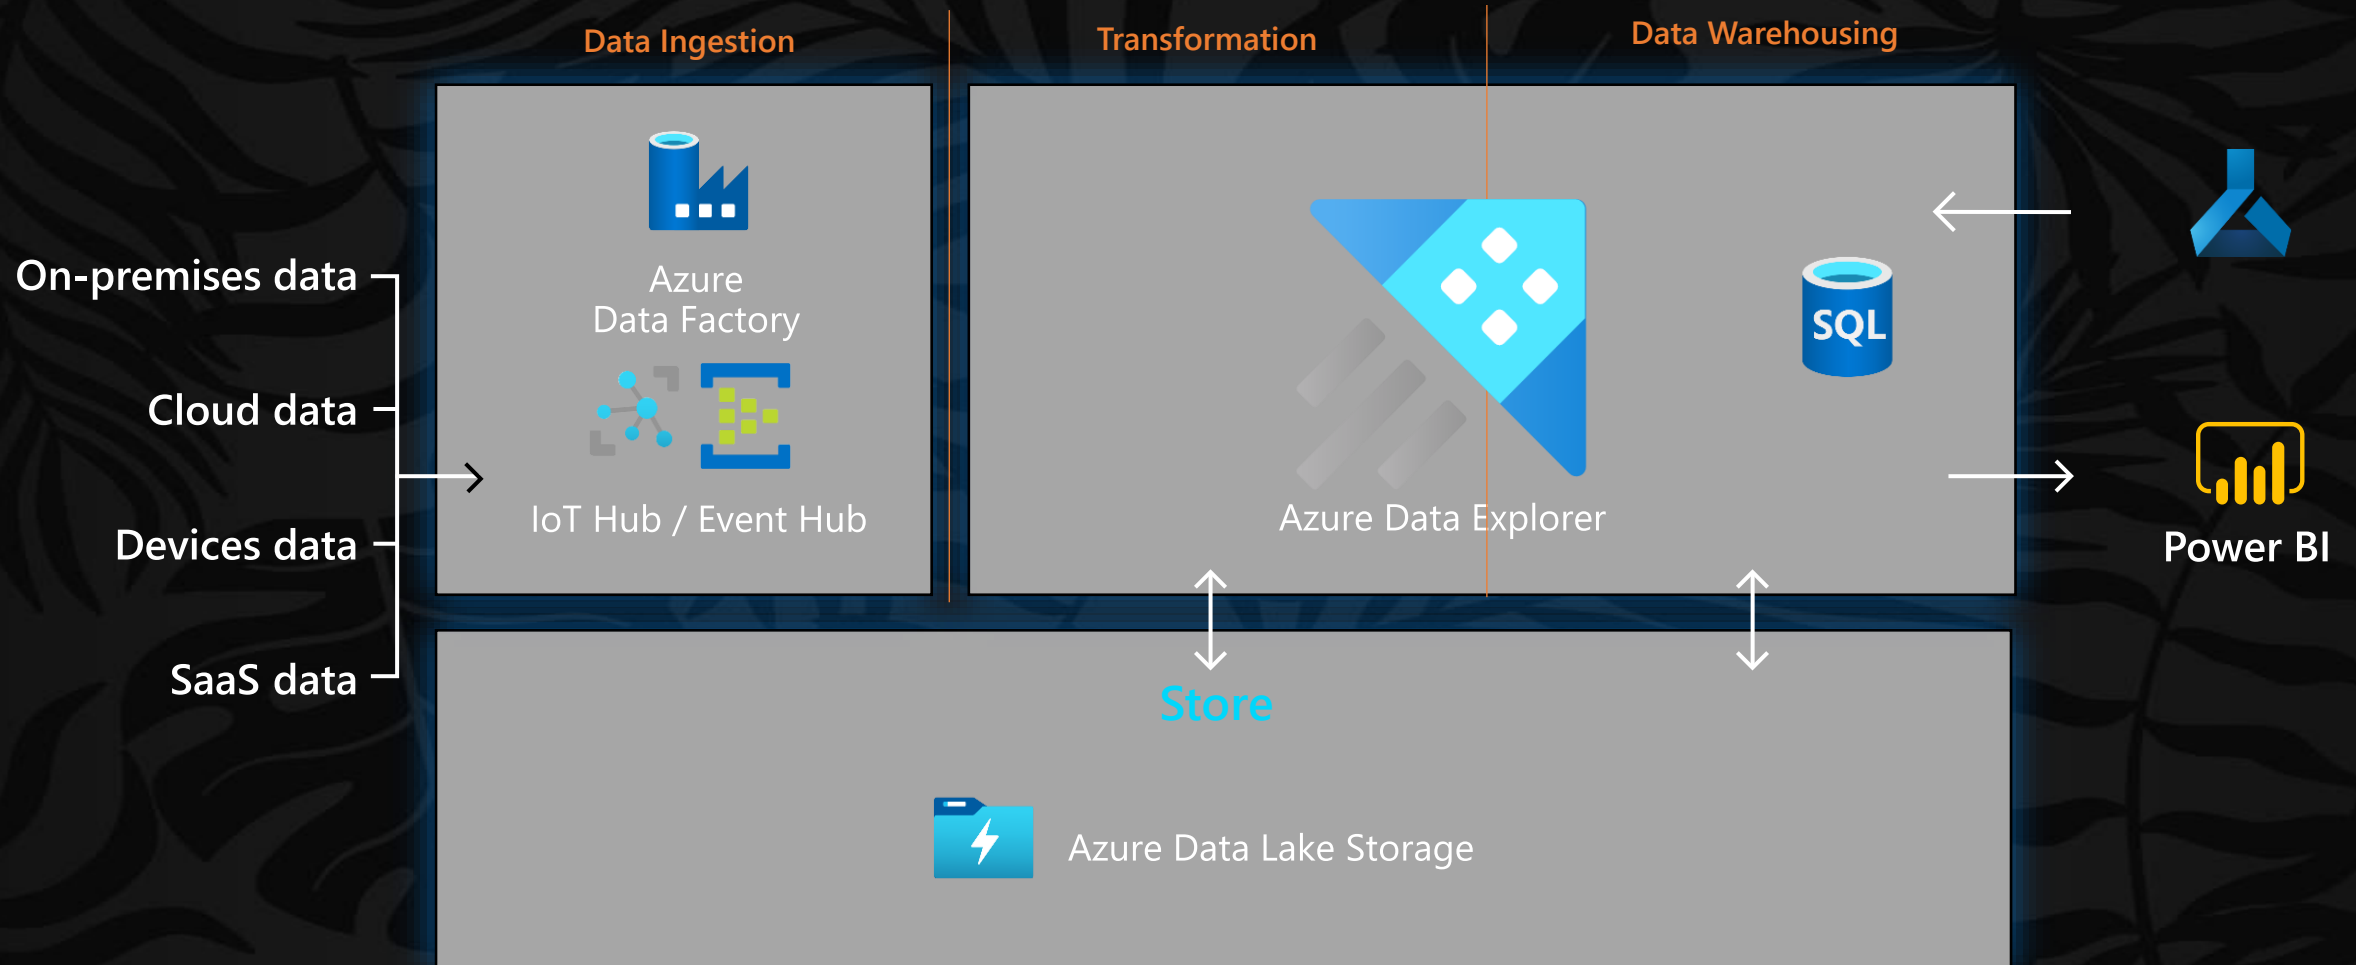 Data Ingestion
Transformation
Data Warehousing
On-premises data
Cloud data
Devices data
SaaS data
Azure
Data Factory
IoT Hub / Event Hub
Azure Data Explorer
SQL
Power BI
Store
Azure Data Lake Storage